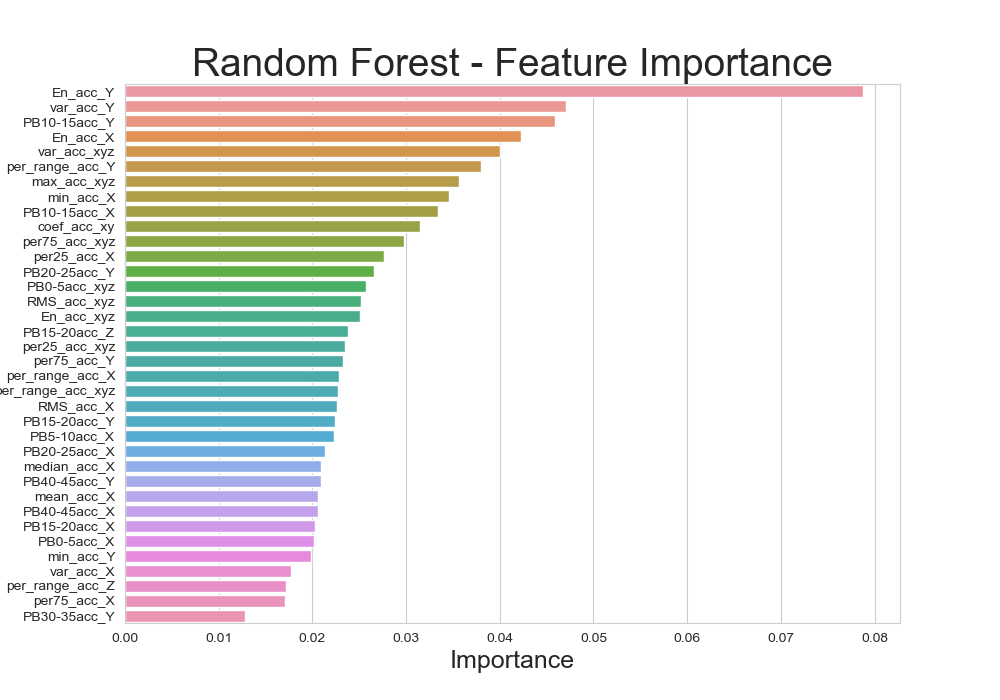 Random Forest - Feature Importance
En_acc_Y
var_acc_Y
PB10-15acc_Y
En_acc_X
var_acc_xyz
per_range_acc_Y
max_acc_xyz
min_acc_X
PB10-15acc_X
coef_acc_xy
per75_acc_xyz
per25_acc_X
PB20-25acc_Y
PB0-5acc_xyz
RMS_acc_xyz
En_acc_xyz
PB15-20acc_Z
per25_acc_xyz
per75_acc_Y
per_range_acc_X
per_range_acc_xyz
RMS_acc_X
PB15-20acc_Y
PB5-10acc_X
PB20-25acc_X
median_acc_X
PB40-45acc_Y
mean_acc_X
PB40-45acc_X
PB15-20acc_X
PB0-5acc_X
min_acc_Y
var_acc_X
per_range_acc_Z
per75_acc_X
PB30-35acc_Y
0.00 0.01 0.02 0.03 0.04 0.05 0.06 0.07 0.08
Importance